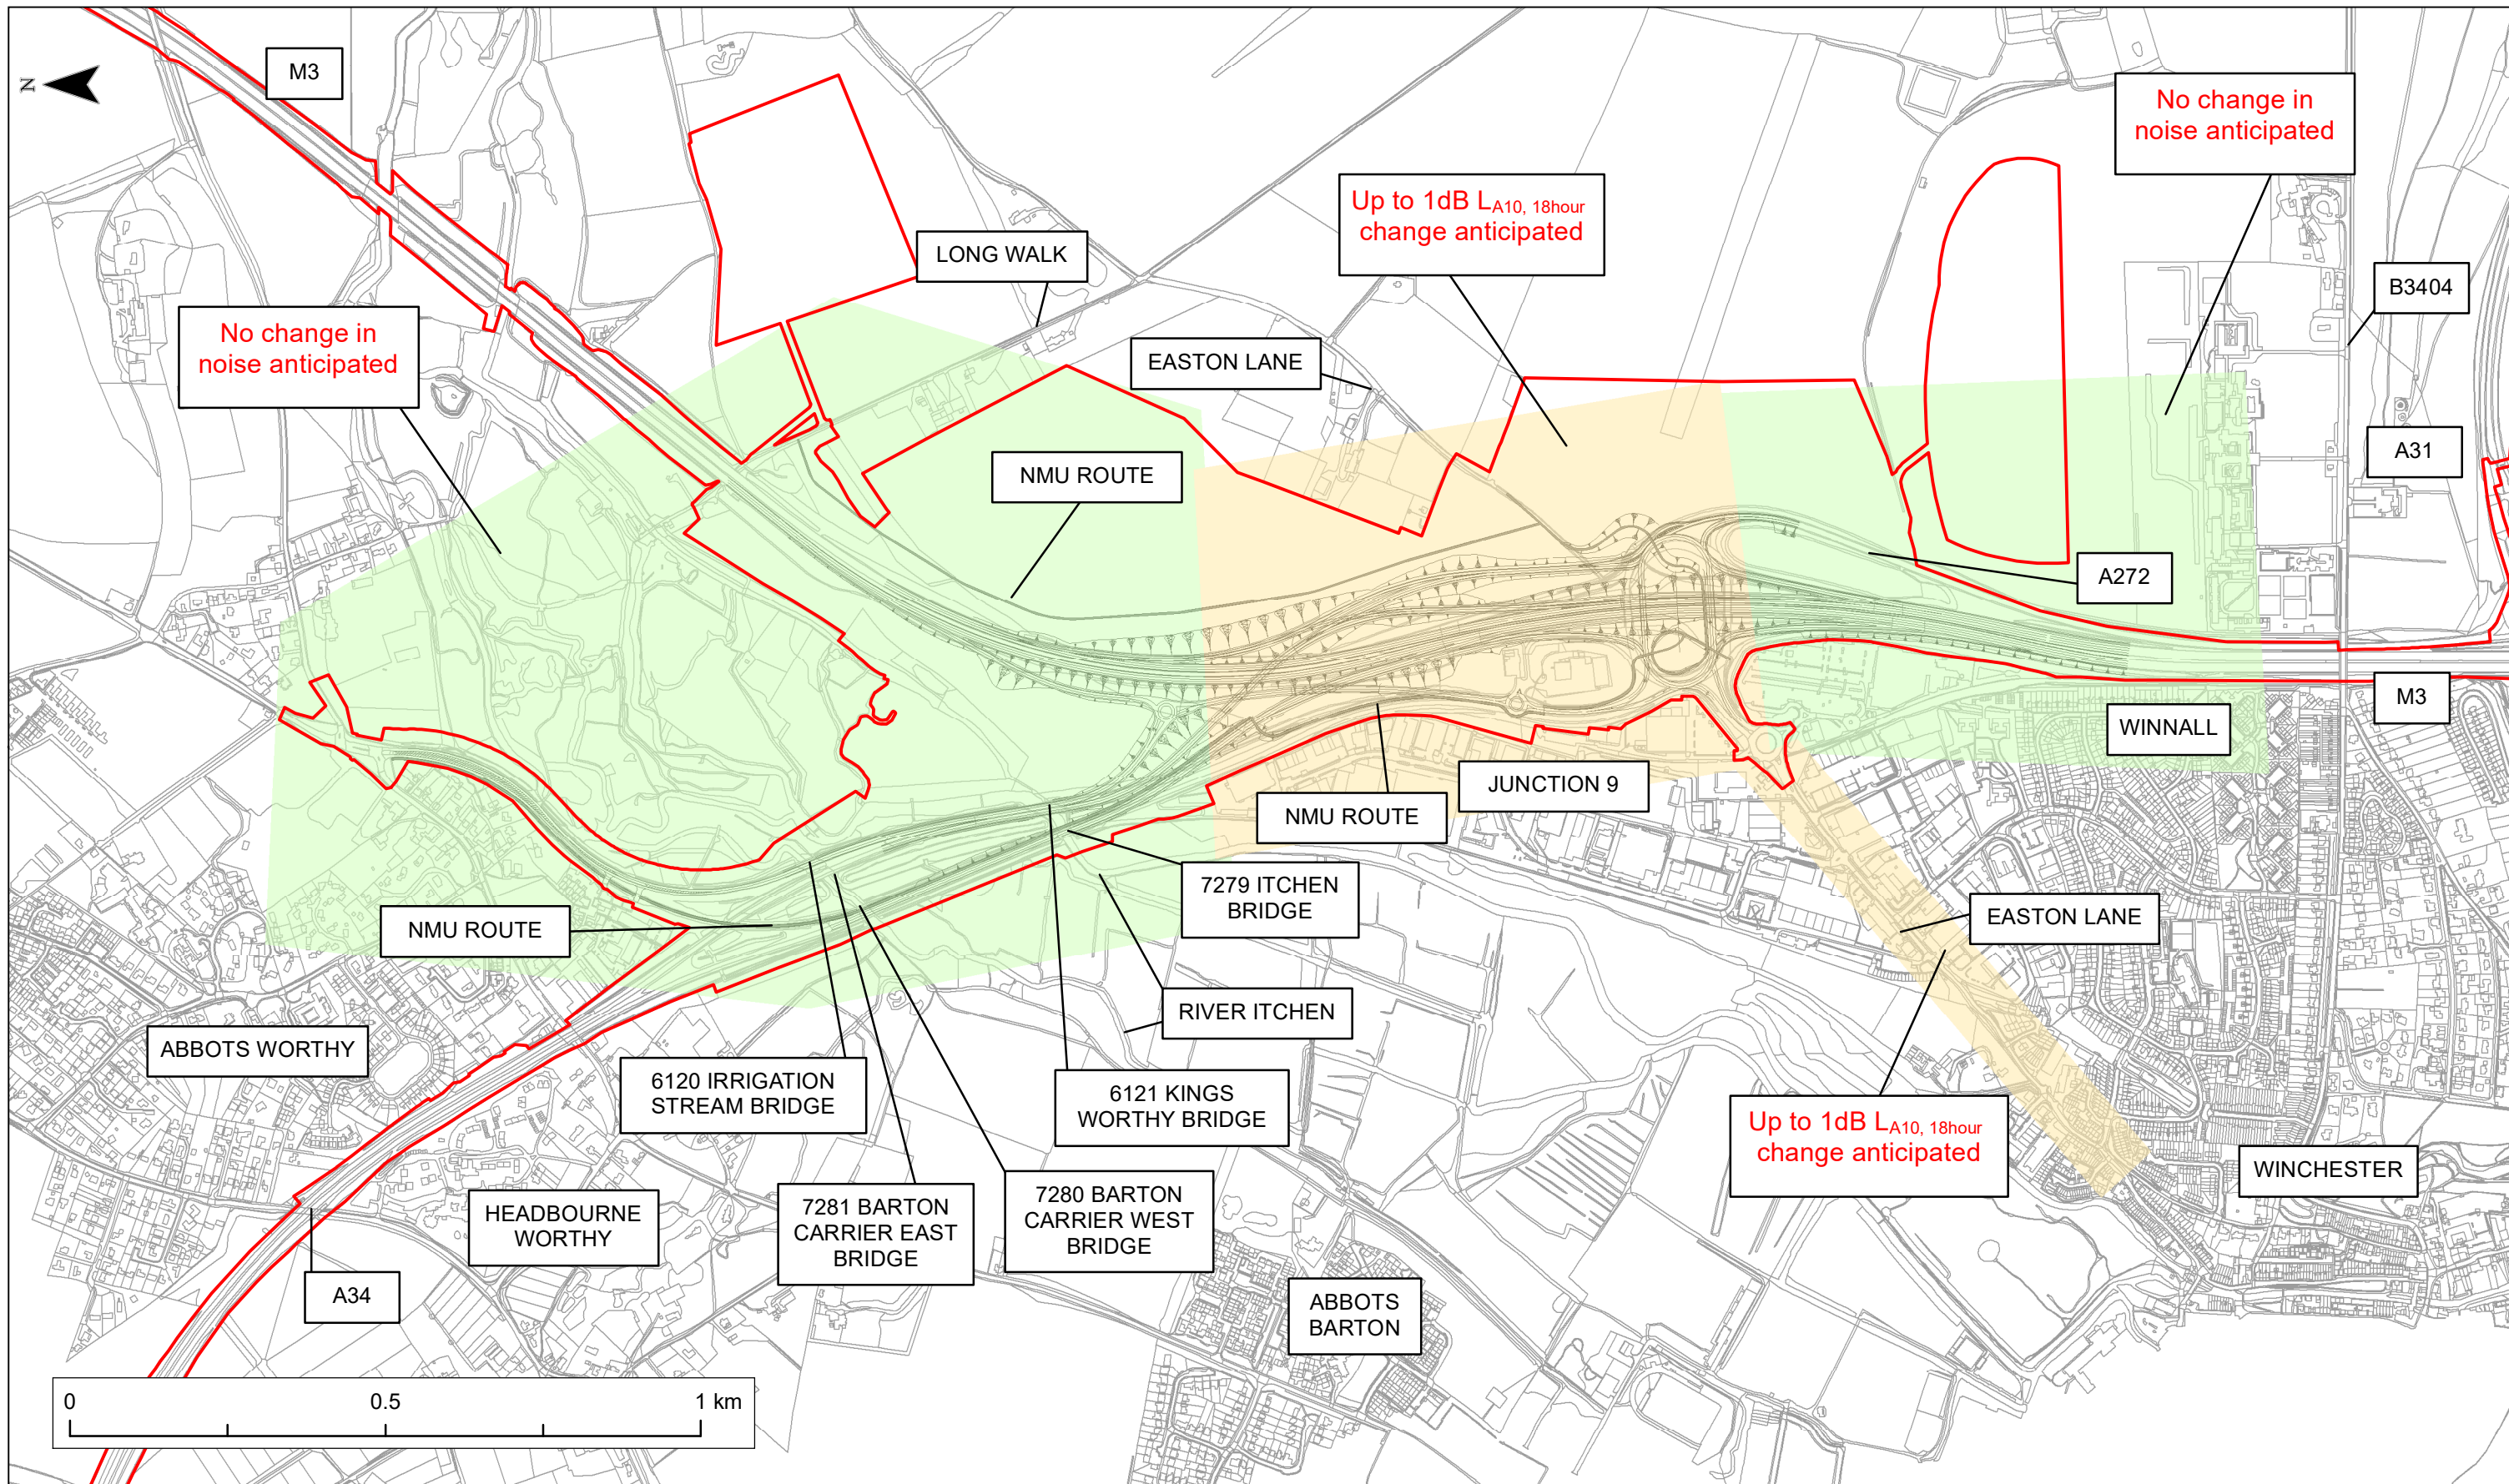 M3
N
No change in
noise anticipated
Up to 1dB LA10, 18hour
change anticipated
LONG WALK
B3404
No change in
noise anticipated
EASTON LANE
A31
NMU ROUTE
A272
M3
WINNALL
JUNCTION 9
NMU ROUTE
7279 ITCHEN
BRIDGE
EASTON LANE
NMU ROUTE
RIVER ITCHEN
ABBOTS WORTHY
6120 IRRIGATION
STREAM BRIDGE
6121 KINGS
WORTHY BRIDGE
Up to 1dB LA10, 18hour
change anticipated
WINCHESTER
HEADBOURNE
WORTHY
7281 BARTON
CARRIER EAST
BRIDGE
7280 BARTON
CARRIER WEST
BRIDGE
A34
ABBOTS
BARTON
0 0.5 1 km